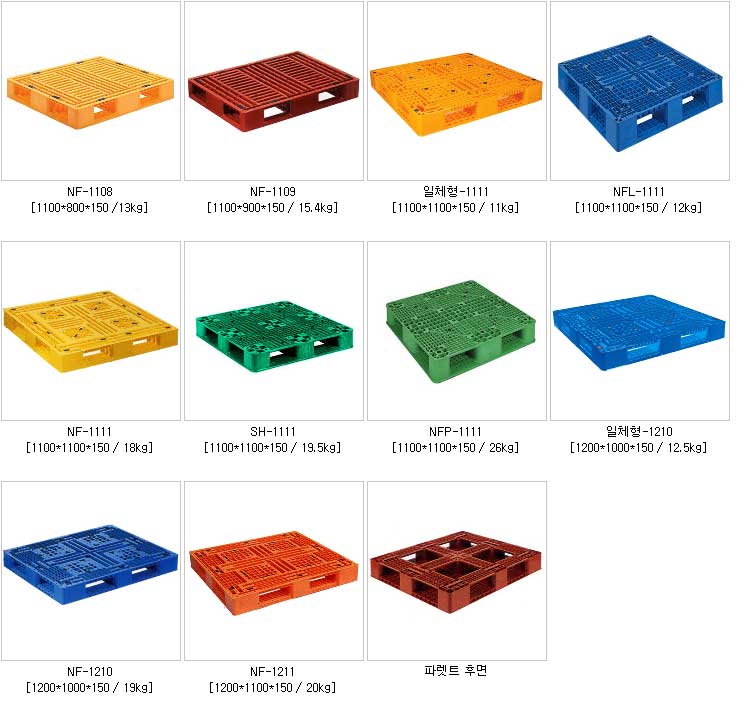 NF-1108
[1100*800*150 /13kg]
NF-1109
[1100*900*150 / 15.4kg]
일체형-1111
[1100*1100*150 / 11kg]
NFL-1111
[1100*1100*150 / 12kg]
NF-1111
[1100*1100*150 / 18kg]
SH-1111
[1100*1100*150 / 19.5kg]
NFP-1111
[1100*1100*150 / 26kg]
일체형-1210
[1200*1000*150 / 12.5kg]
NF-1210
[1200*1000*150 / 19kg]
NF-1211
[1200*1100*150 / 20kg]
파렛트 후면